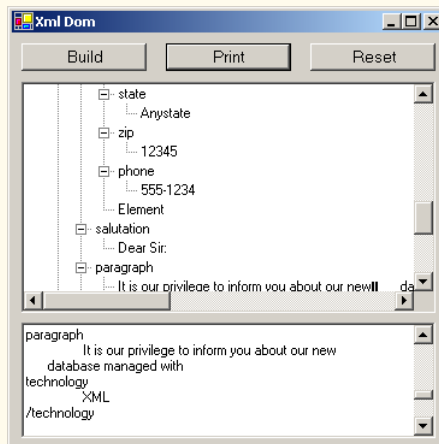 Xml Dom
Build Print Reset
state
Anystate
zip
12345
phone
555-1234
Element
salutation
Dear Sir:
paragraph
It is our privilege to inform you about our new da
paragraph
It is our privilege to inform you about our new
database managed with
technology
XML
/technology